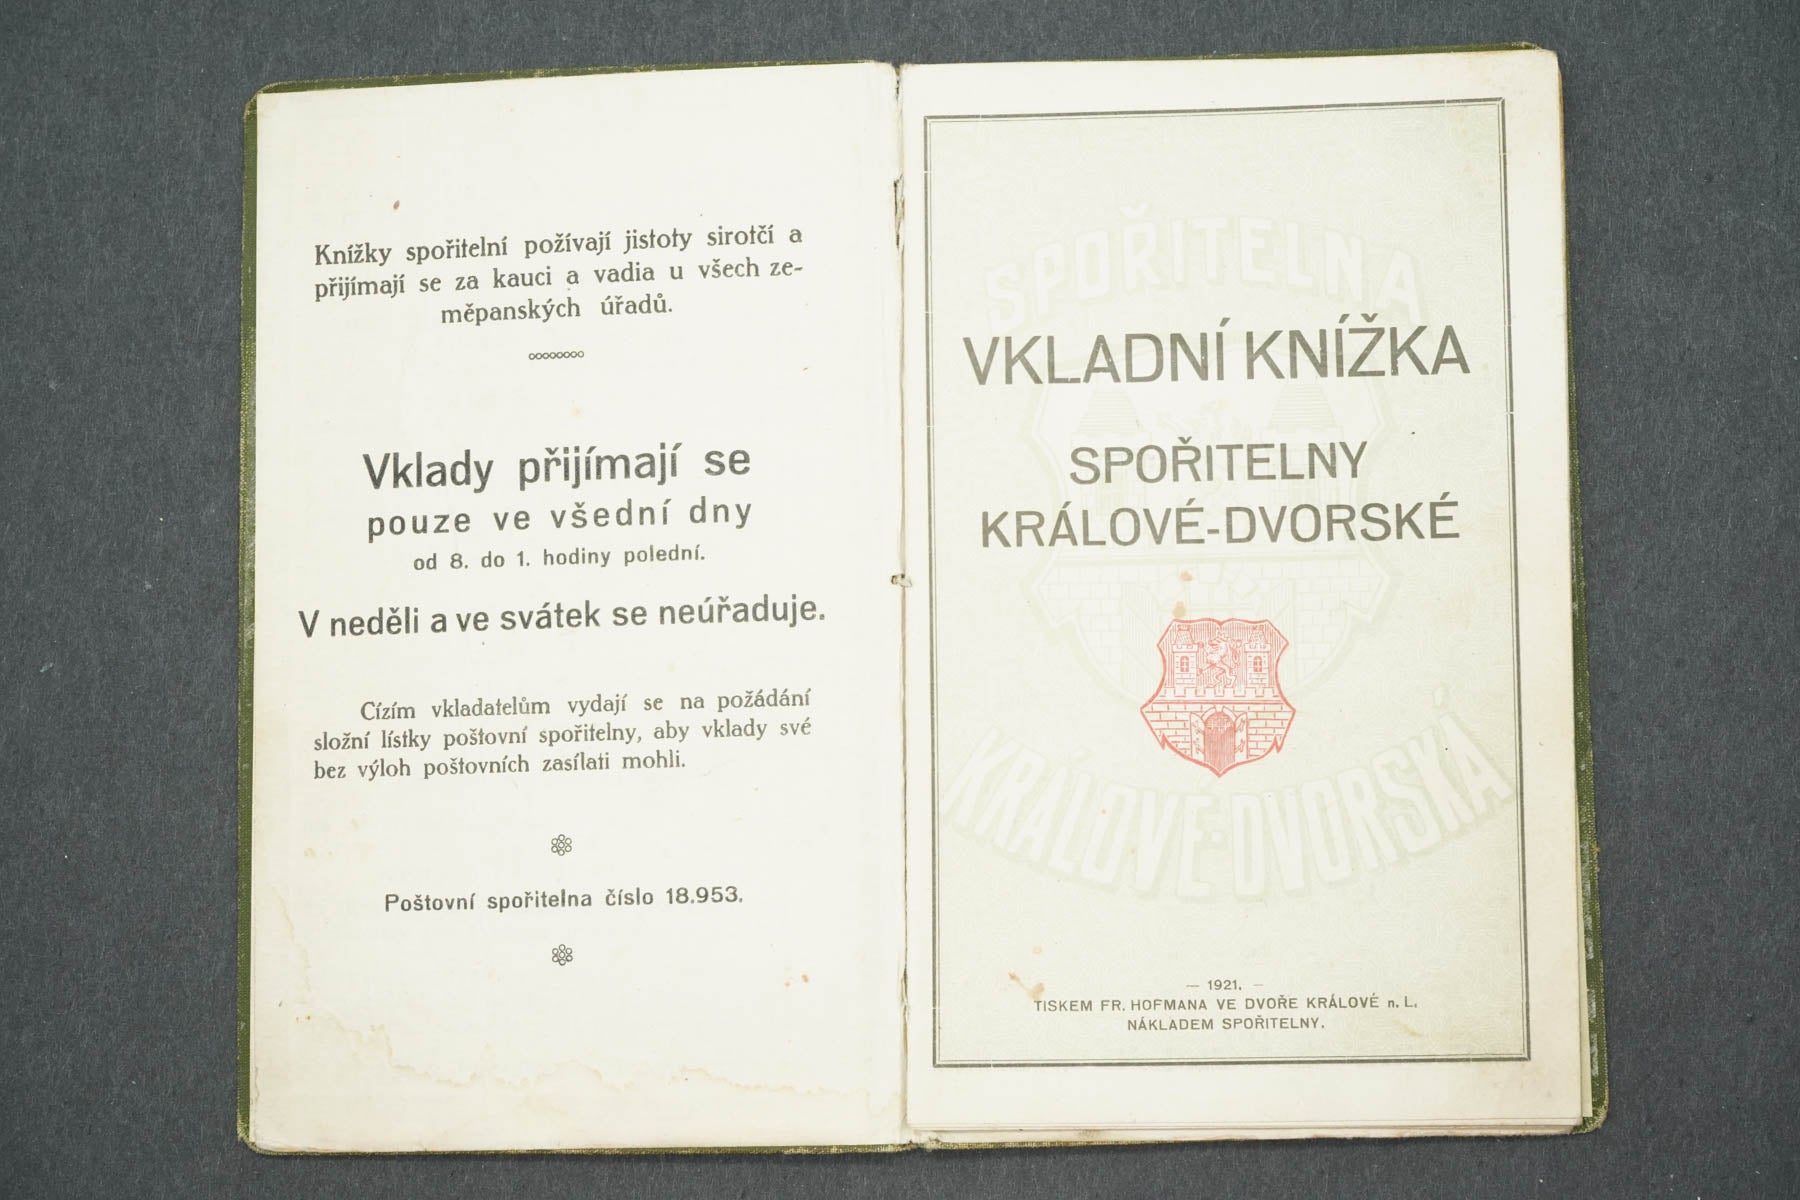 Knížky spořitelní požívají jistoty sirotčí a
přijímají se za kauci a vadia u všech ze-
měpanských úřadů.
Vklady přijímají se
pouze ve všední dny
od 8. do 1. hodiny polední.
V neděli a ve svátek se neúřaduje.
Cízím vkladatelům vydají se na požádání
složní lístky poštovní spořitelny, aby vklady své
bez výloh poštovních zasílati mohli.
Poštovní spořitelna číslo 18.953.
SPOŘITELNA
VKLADNÍ KNÍŽKA
SPOŘITELNY
KRÁLOVÉ-DVORSKÉ
KRÁLOVÉ-DVORSKÁ
— 1921. —
TISKEM FR. HOFMANA VE DVOŘE KRÁLOVÉ n. L.
NÁKLADEM SPOŘITELNY.